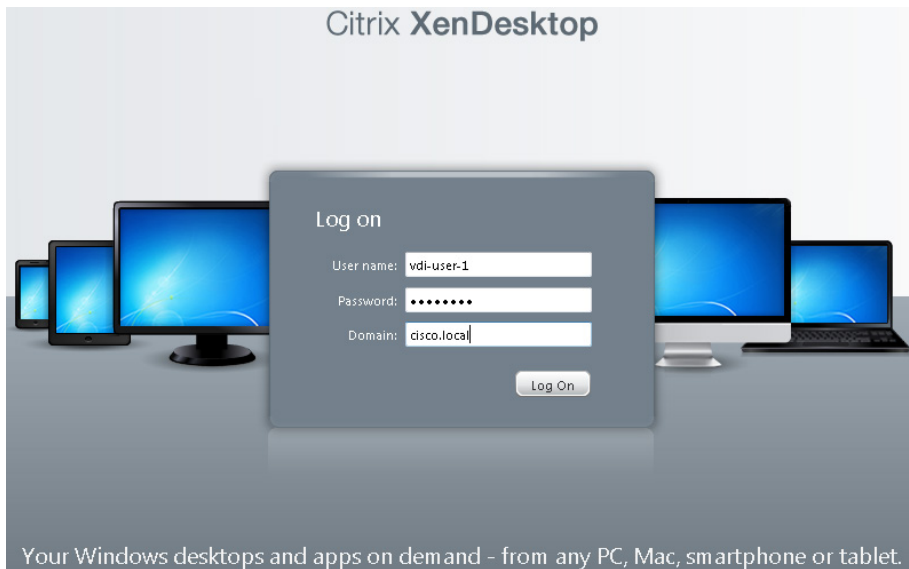 Citrix XenDesktop
Log on
User name: vdi-user-1
Password: ••••••••
Domain: cisco.local
Log On
Your Windows desktops and apps on demand - from any PC, Mac, smartphone or tablet.